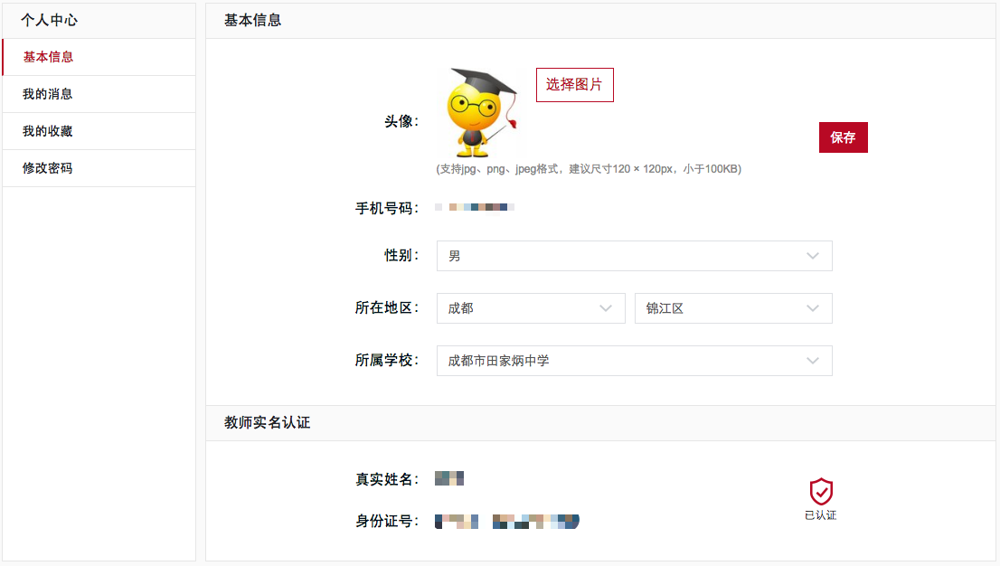 个人中心
基本信息
我的消息
我的收藏
修改密码
基本信息
头像：
选择图片
保存
(支持jpg、png、jpeg格式，建议尺寸120 × 120px，小于100KB)
手机号码：
性别： 男
所在地区： 成都 锦江区
所属学校： 成都市田家炳中学
教师实名认证
真实姓名：
身份证号：
已认证